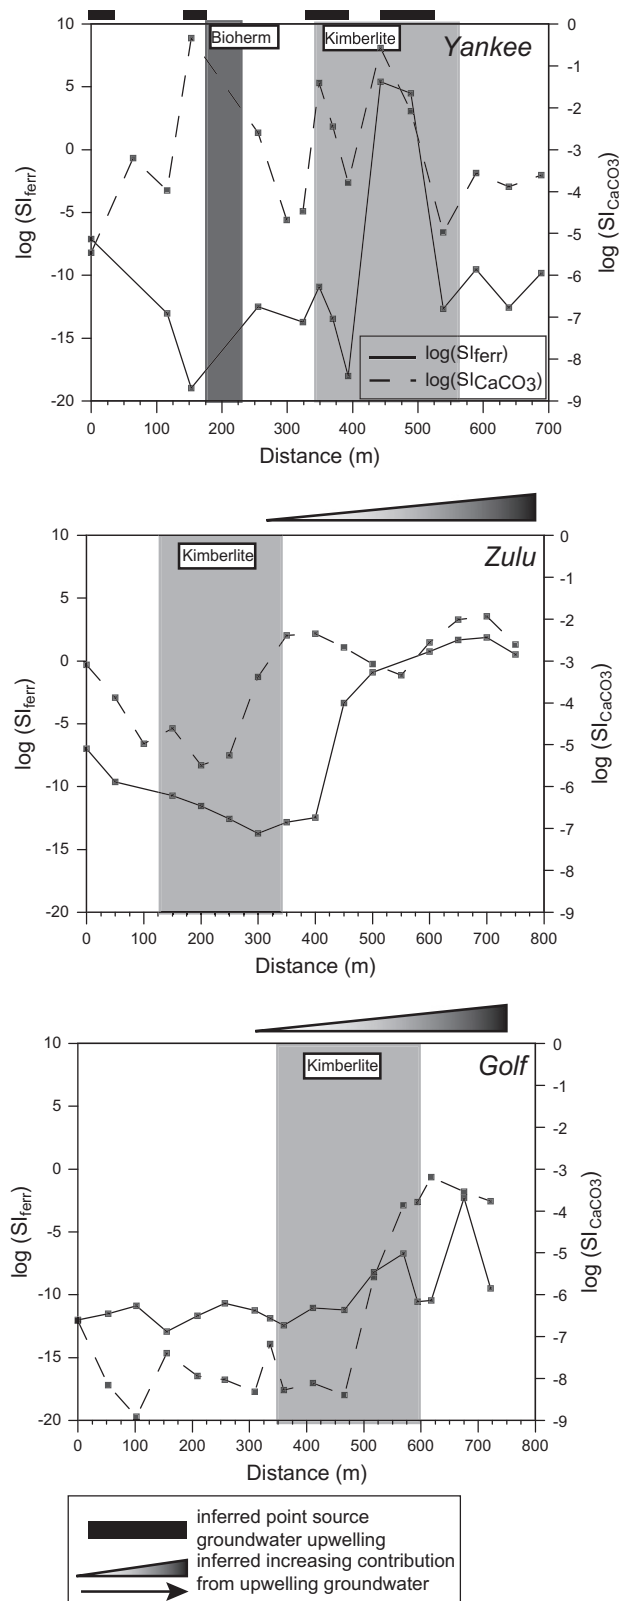 Yankee
Bioherm
Kimberlite
10
5
0
-5
-10
-15
-20
log (SIferr)
0
-1
-2
-3
-4
-5
-6
-7
-8
-9
log (SICaCO3)
log(SIferr)
log(SICaCO3)
0 100 200 300 400 500 600 700
Distance (m)
Zulu
Kimberlite
10
5
0
-5
-10
-15
-20
log (SIferr)
0
-1
-2
-3
-4
-5
-6
-7
-8
-9
log (SICaCO3)
0 100 200 300 400 500 600 700 800
Distance (m)
Golf
Kimberlite
10
5
0
-5
-10
-15
-20
log (SIferr)
0
-1
-2
-3
-4
-5
-6
-7
-8
-9
log (SICaCO3)
0 100 200 300 400 500 600 700 800
Distance (m)
inferred point source
groundwater upwelling
inferred increasing contribution
from upwelling groundwater